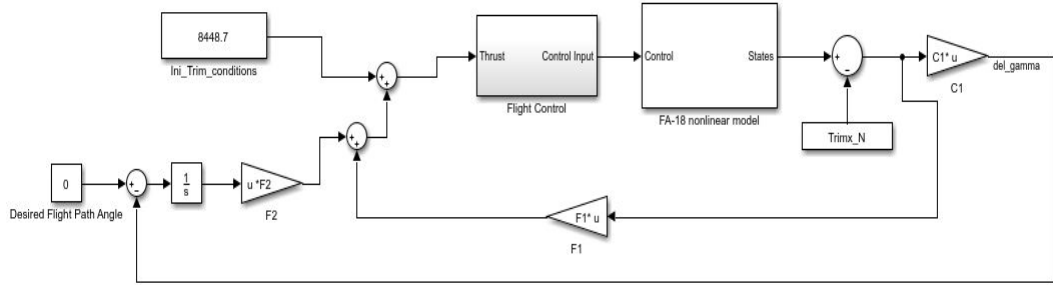 8448.7
Ini_Trim_conditions
Thrust
Control Input
Flight Control
Control
States
FA-18 nonlinear model
Trimx_N
C1* u
C1
del_gamma
0
Desired Flight Path Angle
1
s
u *F2
F2
F1* u
F1